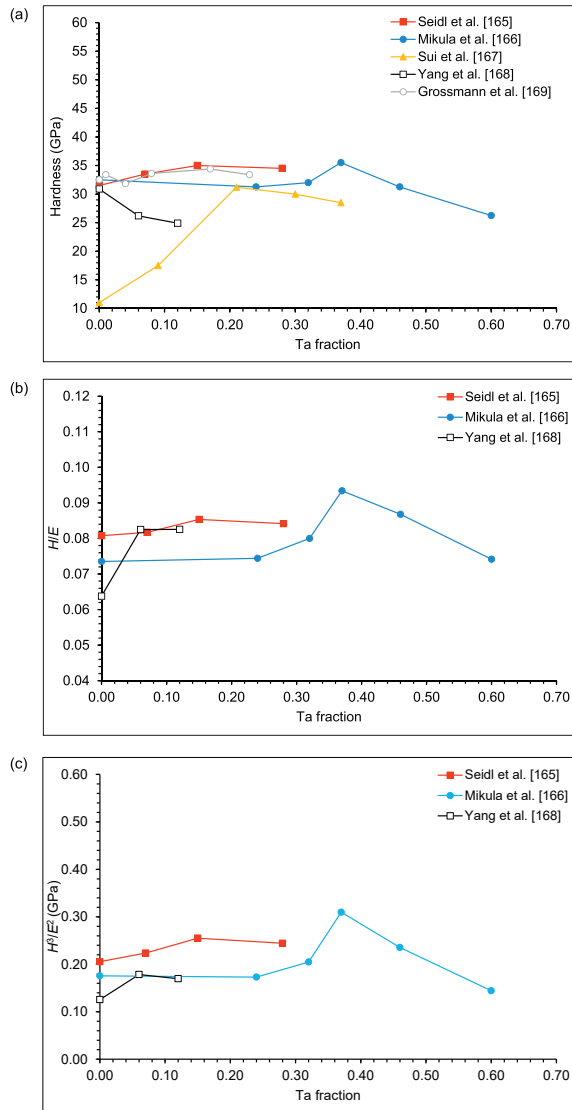 (a)
60
55
50
45
40
35
30
25
20
15
10
Hardness (GPa)
0.00 0.10 0.20 0.30 0.40 0.50 0.60 0.70
Ta fraction
Seidl et al. [165]
Mikula et al. [166]
Sui et al. [167]
Yang et al. [168]
Grossmann et al. [169]
(b)
0.12
0.11
0.10
0.09
0.08
0.07
0.06
0.05
0.04
H/E
0.00 0.10 0.20 0.30 0.40 0.50 0.60 0.70
Ta fraction
Seidl et al. [165]
Mikula et al. [166]
Yang et al. [168]
(c)
0.60
0.50
0.40
0.30
0.20
0.10
0.00
H³/E² (GPa)
0.00 0.10 0.20 0.30 0.40 0.50 0.60 0.70
Ta fraction
Seidl et al. [165]
Mikula et al. [166]
Yang et al. [168]